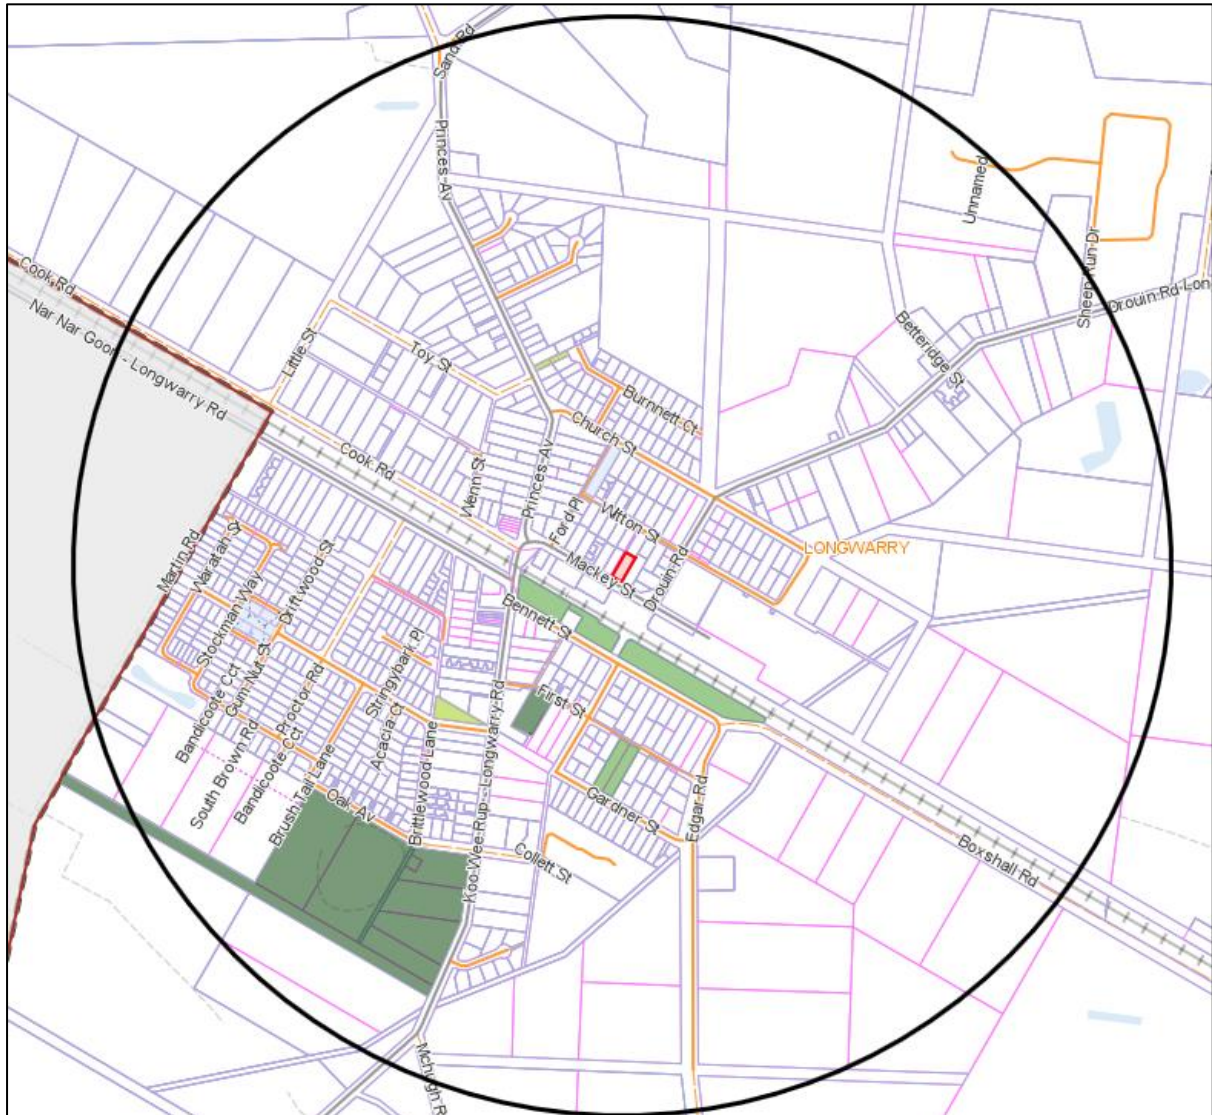 Sand Rd
Princes Av
Unnamed
Sheep Run Dr
Drouin Rd Lon
Cook Rd
Nar Nar Goon - Longwarry Rd
Little St
Toy St
Betteridge St
Burnnett Ct
Church St
Cook Rd
Wenn St
Princes Av
Ford Pl
Witton St
LONGWARRY
Mackey St
Drouin Rd
Martin Rd
Waratah St
Stockman Way
Driftwood St
Bennett St
Bandicoote Cct
Gum Nut St
Proctor Rd
Stringybark Pl
Acacia Ct
First St
South Brown Rd
Bandicoote Cct
Brush Tail Lane
Oak Av
Brittlewood Lane
Koo Wee Rup - Longwarry Rd
Gardner St
Edgar Rd
Collett St
Boxshall Rd
Mchugh R